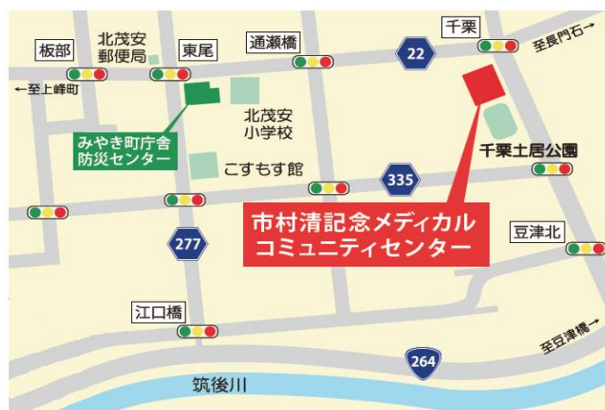 板部
北茂安
郵便局
東尾
通瀬橋
22
千栗
至長門石→
←至上峰町
みやき町庁舎
防災センター
北茂安
小学校
こすもす館
335
千栗土居公園
市村清記念メディカル
コミュニティセンター
277
豆津北
江口橋
264
至豆津橋→
筑後川